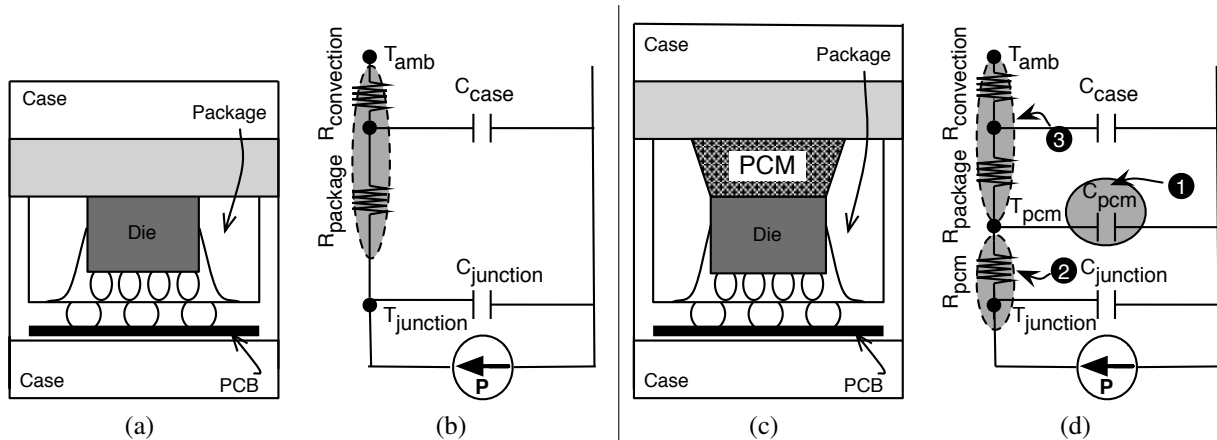 Case
Package
Die
PCB
Case
(a)
T_amb
R_convection
C_case
R_package
C_junction
T_junction
P
(b)
Case
Package
PCM
Die
PCB
Case
(c)
T_amb
R_convection
C_case
3
1
R_package
T_pcm
C_pcm
R_pcm
2
C_junction
T_junction
P
(d)